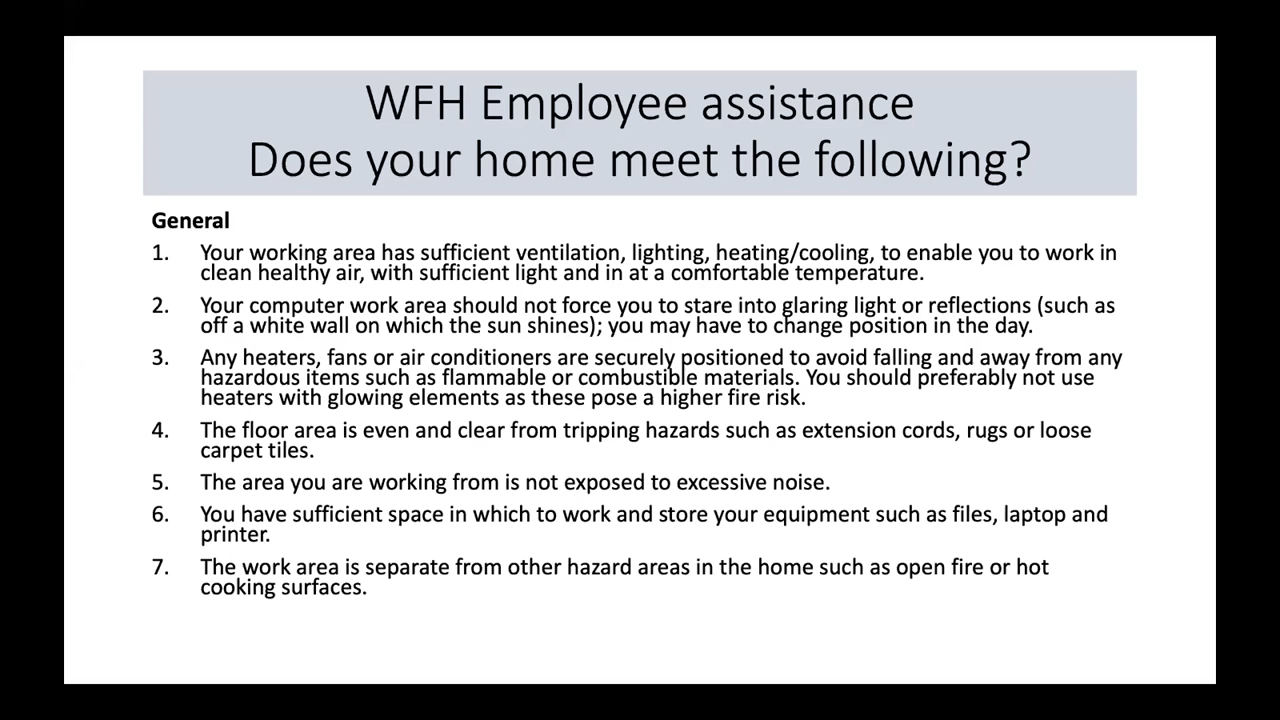 WFH Employee assistance
Does your home meet the following?
General
1. Your working area has sufficient ventilation, lighting, heating/cooling, to enable you to work in
clean healthy air, with sufficient light and in at a comfortable temperature.
2. Your computer work area should not force you to stare into glaring light or reflections (such as
off a white wall on which the sun shines); you may have to change position in the day.
3. Any heaters, fans or air conditioners are securely positioned to avoid falling and away from any
hazardous items such as flammable or combustible materials. You should preferably not use
heaters with glowing elements as these pose a higher fire risk.
4. The floor area is even and clear from tripping hazards such as extension cords, rugs or loose
carpet tiles.
5. The area you are working from is not exposed to excessive noise.
6. You have sufficient space in which to work and store your equipment such as files, laptop and
printer.
7. The work area is separate from other hazard areas in the home such as open fire or hot
cooking surfaces.